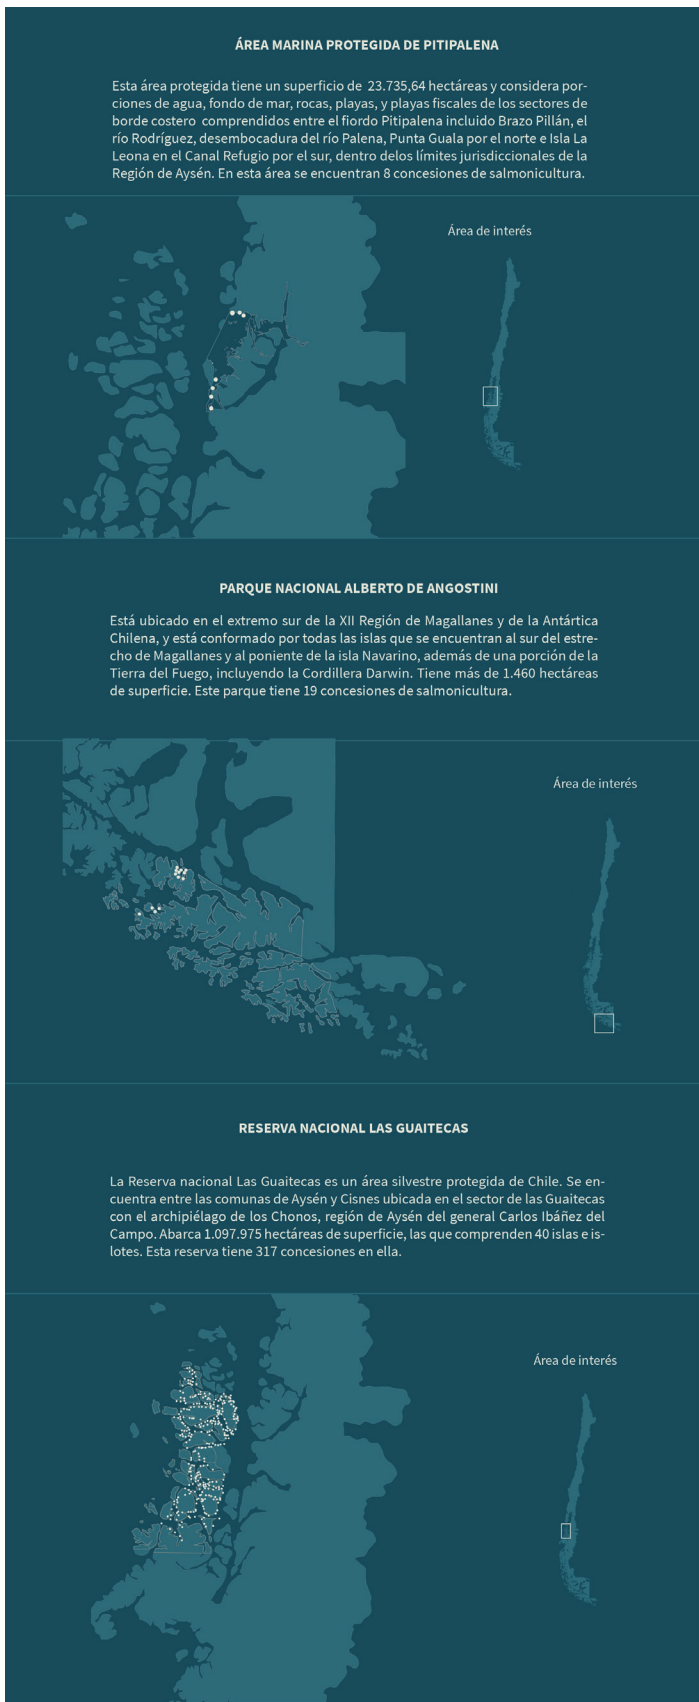 ÁREA MARINA PROTEGIDA DE PITIPALENA
Esta área protegida tiene un superficio de 23.735,64 hectáreas y considera por-
ciones de agua, fondo de mar, rocas, playas, y playas fiscales de los sectores de
borde costero comprendidos entre el fiordo Pitipalena incluido Brazo Pillán, el
río Rodríguez, desembocadura del río Palena, Punta Guala por el norte e Isla La
Leona en el Canal Refugio por el sur, dentro delos límites jurisdiccionales de la
Región de Aysén. En esta área se encuentran 8 concesiones de salmonicultura.
Área de interés
PARQUE NACIONAL ALBERTO DE ANGOSTINI
Está ubicado en el extremo sur de la XII Región de Magallanes y de la Antártica
Chilena, y está conformado por todas las islas que se encuentran al sur del estre-
cho de Magallanes y al poniente de la isla Navarino, además de una porción de la
Tierra del Fuego, incluyendo la Cordillera Darwin. Tiene más de 1.460 hectáreas
de superficie. Este parque tiene 19 concesiones de salmonicultura.
Área de interés
RESERVA NACIONAL LAS GUAITECAS
La Reserva nacional Las Guaitecas es un área silvestre protegida de Chile. Se en-
cuentra entre las comunas de Aysén y Cisnes ubicada en el sector de las Guaitecas
con el archipiélago de los Chonos, región de Aysén del general Carlos Ibáñez del
Campo. Abarca 1.097.975 hectáreas de superficie, las que comprenden 40 islas e is-
lotes. Esta reserva tiene 317 concesiones en ella.
Área de interés